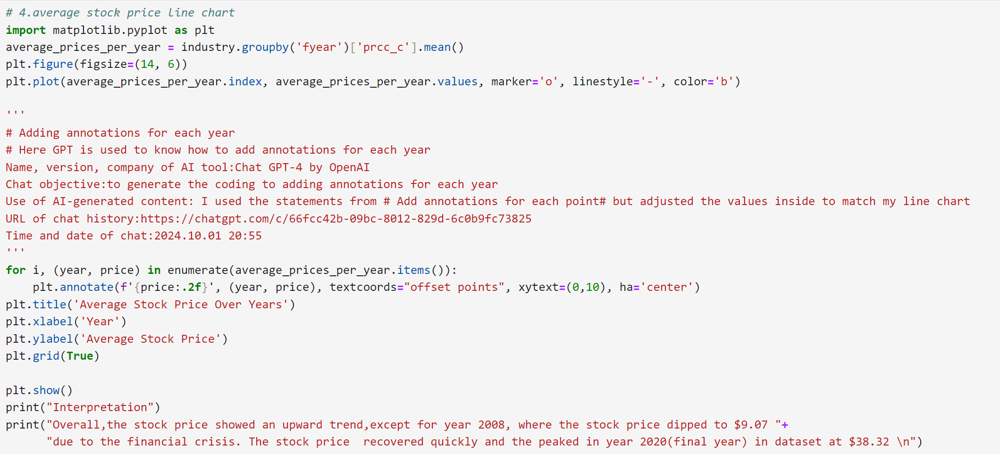 # 4.average stock price line chart
import matplotlib.pyplot as plt
average_prices_per_year = industry.groupby('fyear')['prcc_c'].mean()
plt.figure(figsize=(14, 6))
plt.plot(average_prices_per_year.index, average_prices_per_year.values, marker='o', linestyle='-', color='b')
'''
# Adding annotations for each year
# Here GPT is used to know how to add annotations for each year
Name, version, company of AI tool:Chat GPT-4 by OpenAI
Chat objective:to generate the coding to adding annotations for each year
Use of AI-generated content: I used the statements from # Add annotations for each point# but adjusted the values inside to match my line chart
URL of chat history:https://chatgpt.com/c/66fcc42b-09bc-8012-829d-6c0b9fc73825
Time and date of chat:2024.10.01 20:55
'''
for i, (year, price) in enumerate(average_prices_per_year.items()):
    plt.annotate(f'{price:.2f}', (year, price), textcoords="offset points", xytext=(0,10), ha='center')
plt.title('Average Stock Price Over Years')
plt.xlabel('Year')
plt.ylabel('Average Stock Price')
plt.grid(True)
plt.show()
print("Interpretation")
print("Overall,the stock price showed an upward trend,except for year 2008, where the stock price dipped to $9.07 "+
      "due to the financial crisis. The stock price  recovered quickly and the peaked in year 2020(final year) in dataset at $38.32 \n")